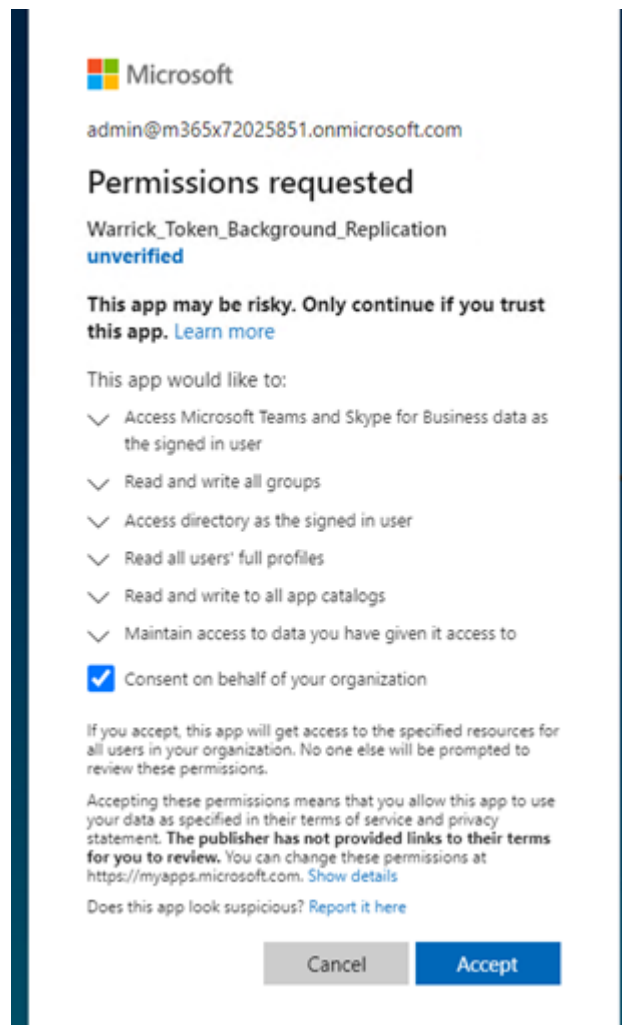 Microsoft
admin@m365x72025851.onmicrosoft.com
Permissions requested
Warrick_Token_Background_Replication
unverified
This app may be risky. Only continue if you trust
this app. Learn more
This app would like to:
Access Microsoft Teams and Skype for Business data as
the signed in user
Read and write all groups
Access directory as the signed in user
Read all users' full profiles
Read and write to all app catalogs
Maintain access to data you have given it access to
Consent on behalf of your organization
If you accept, this app will get access to the specified resources for
all users in your organization. No one else will be prompted to
review these permissions.
Accepting these permissions means that you allow this app to use
your data as specified in their terms of service and privacy
statement. The publisher has not provided links to their terms
for you to review. You can change these permissions at
https://myapps.microsoft.com. Show details
Does this app look suspicious? Report it here
Cancel Accept